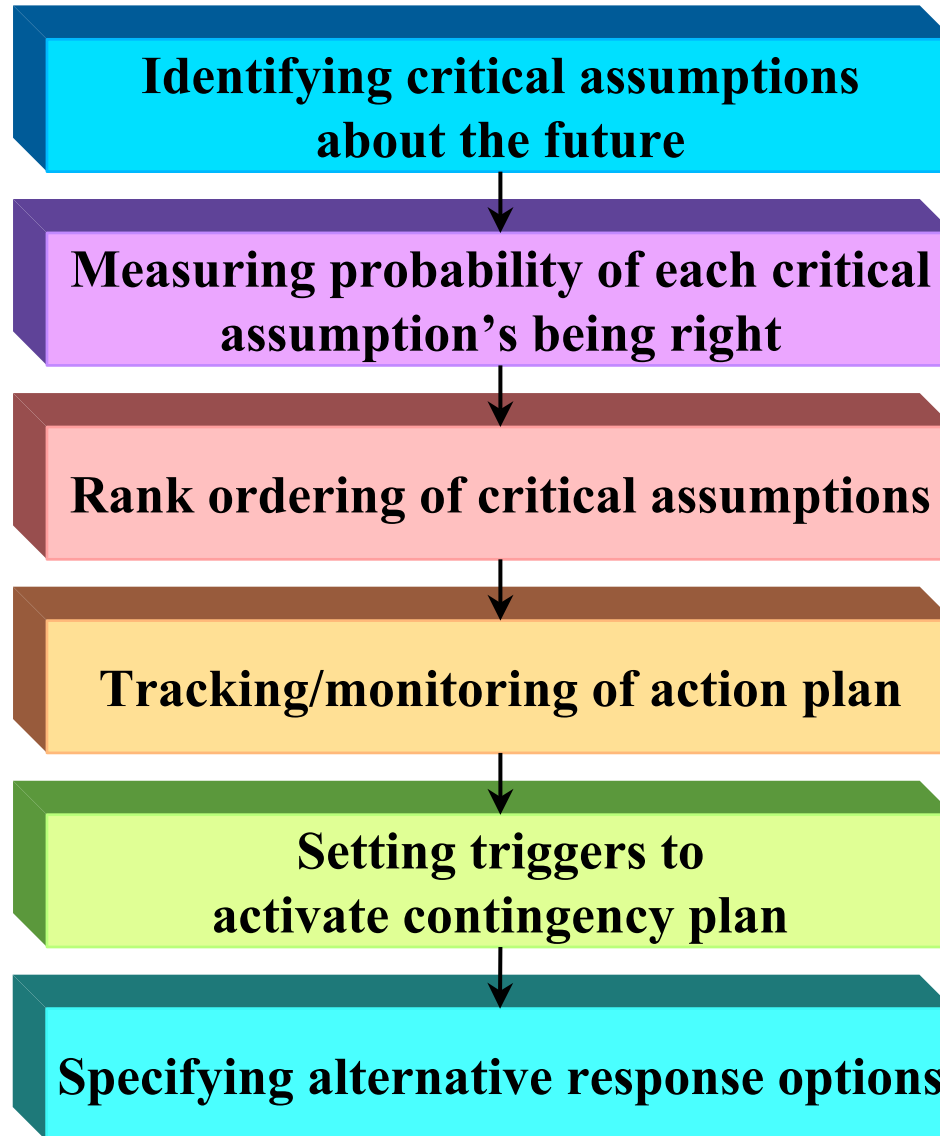 Identifying critical assumptions
about the future
Measuring probability of each critical
assumption’s being right
Rank ordering of critical assumptions
Tracking/monitoring of action plan
Setting triggers to
activate contingency plan
Specifying alternative response options